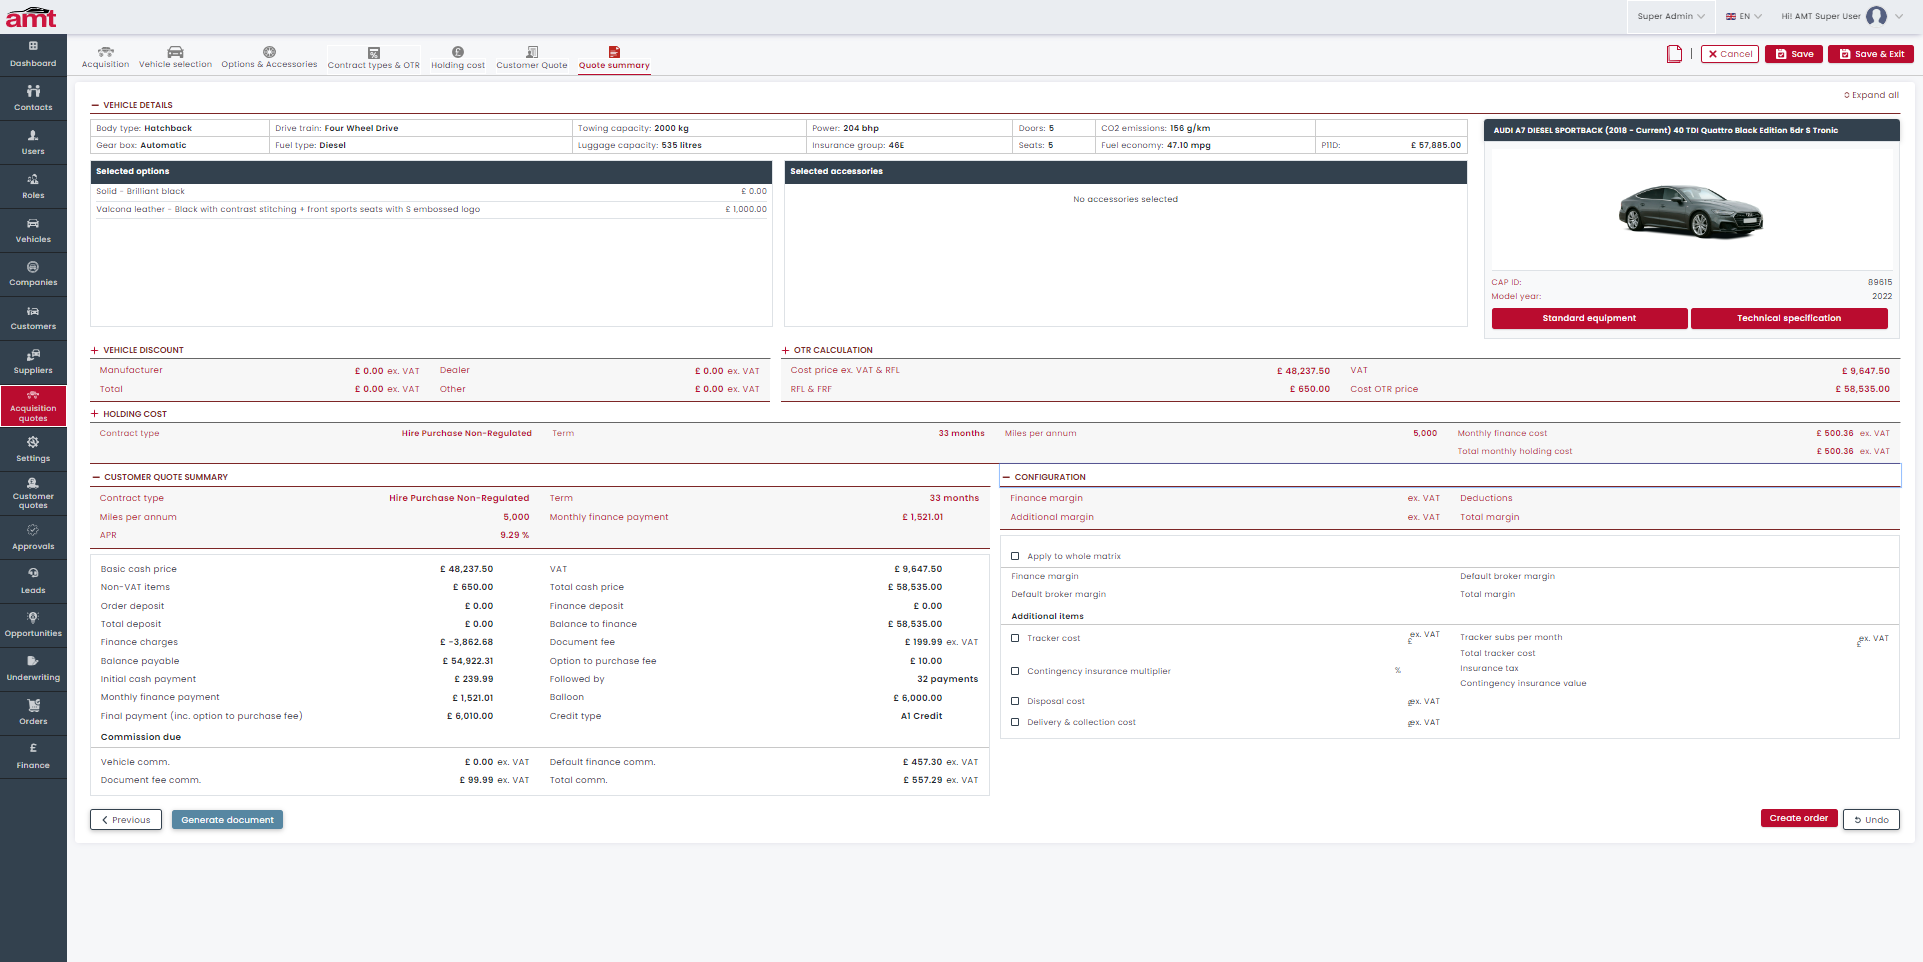 amt
Super Admin
EN
Hi! AMT Super User
Dashboard
Contacts
Users
Roles
Vehicles
Companies
Customers
Suppliers
Acquisition
quotes
Settings
Customer
quotes
Approvals
Leads
Opportunities
Underwriting
Orders
Finance
Acquisition
Vehicle selection
Options & Accessories
Contract types & OTR
Holding cost
Customer Quote
Quote summary
Cancel
Save
Save & Exit
Expand all
VEHICLE DETAILS
Body type: Hatchback
Drive train: Four Wheel Drive
Towing capacity: 2000 kg
Power: 204 bhp
Doors: 5
CO2 emissions: 156 g/km
Gear box: Automatic
Fuel type: Diesel
Luggage capacity: 535 litres
Insurance group: 46E
Seats: 5
Fuel economy: 47.10 mpg
P11D: £ 57,885.00
Selected options
Solid - Brilliant black £ 0.00
Valcona leather - Black with contrast stitching + front sports seats with S embossed logo £ 1,000.00
Selected accessories
No accessories selected
AUDI A7 DIESEL SPORTBACK (2018 - Current) 40 TDI Quattro Black Edition 5dr S Tronic
CAP ID: 89615
Model year: 2022
Standard equipment
Technical specification
VEHICLE DISCOUNT
Manufacturer £ 0.00 ex. VAT Dealer £ 0.00 ex. VAT
Total £ 0.00 ex. VAT Other £ 0.00 ex. VAT
OTR CALCULATION
Cost price ex. VAT & RFL £ 48,237.50 VAT £ 9,647.50
RFL & FRF £ 650.00 Cost OTR price £ 58,535.00
HOLDING COST
Contract type Hire Purchase Non-Regulated Term 33 months Miles per annum 5,000 Monthly finance cost £ 500.36 ex. VAT
Total monthly holding cost £ 500.36 ex. VAT
CUSTOMER QUOTE SUMMARY
Contract type Hire Purchase Non-Regulated Term 33 months
Miles per annum 5,000 Monthly finance payment £ 1,521.01
APR 9.29 %
Basic cash price £ 48,237.50 VAT £ 9,647.50
Non-VAT items £ 650.00 Total cash price £ 58,535.00
Order deposit £ 0.00 Finance deposit £ 0.00
Total deposit £ 0.00 Balance to finance £ 58,535.00
Finance charges £ -3,862.68 Document fee £ 199.99 ex. VAT
Balance payable £ 54,922.31 Option to purchase fee £ 10.00
Initial cash payment £ 239.99 Followed by 32 payments
Monthly finance payment £ 1,521.01 Balloon £ 6,000.00
Final payment (inc. option to purchase fee) £ 6,010.00 Credit type A1 Credit
Commission due
Vehicle comm. £ 0.00 ex. VAT Default finance comm. £ 457.30 ex. VAT
Document fee comm. £ 99.99 ex. VAT Total comm. £ 557.29 ex. VAT
CONFIGURATION
Finance margin ex. VAT Deductions
Additional margin ex. VAT Total margin
Apply to whole matrix
Finance margin Default broker margin
Default broker margin Total margin
Additional items
Tracker cost £ ex. VAT Tracker subs per month £ ex. VAT
Total tracker cost
Contingency insurance multiplier % Insurance tax
Contingency insurance value
Disposal cost £ ex. VAT
Delivery & collection cost £ ex. VAT
Previous
Generate document
Create order
Undo